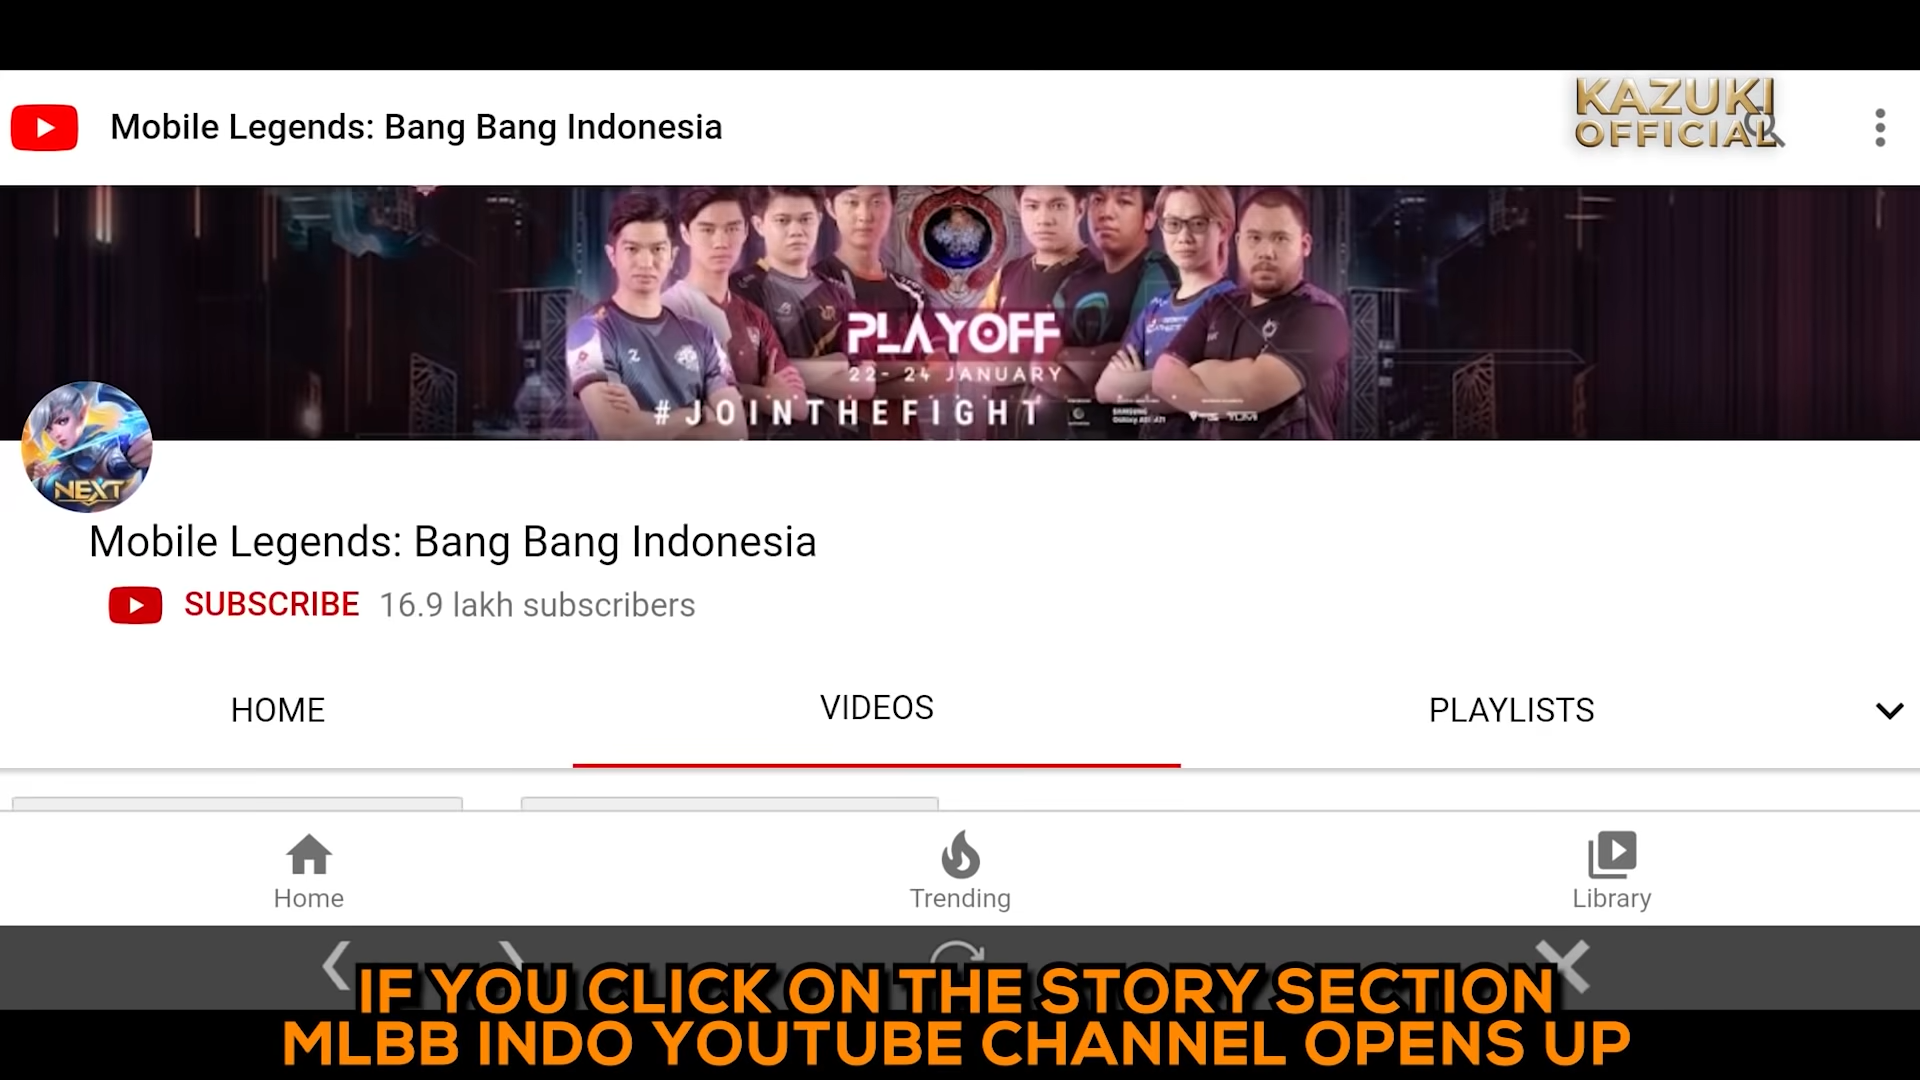 Mobile Legends: Bang Bang Indonesia
KAZUKI
OFFICIAL
PLAYOFF
22- 24 JANUARY
#JOINTHEFIGHT
NEXT
Mobile Legends: Bang Bang Indonesia
SUBSCRIBE 16.9 lakh subscribers
HOME VIDEOS PLAYLISTS
Home Trending Library
IF YOU CLICK ON THE STORY SECTION
MLBB INDO YOUTUBE CHANNEL OPENS UP